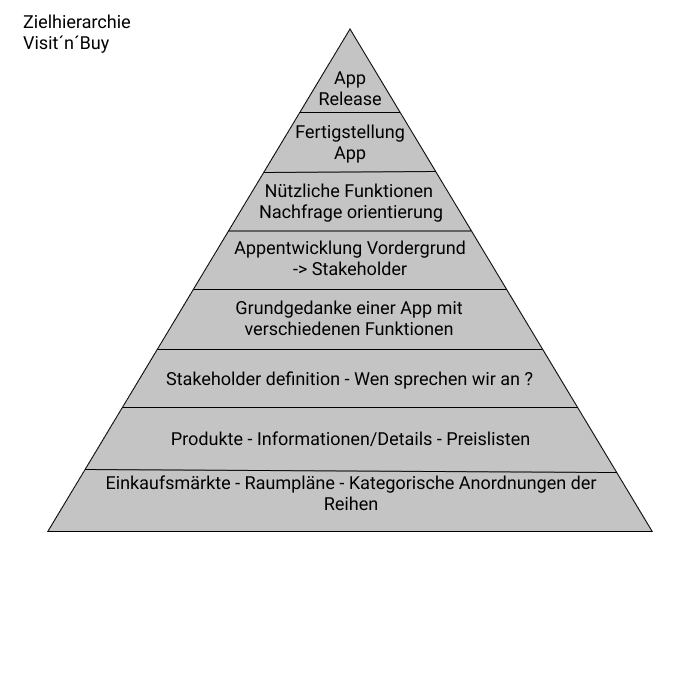 Zielhierarchie
Visit´n´Buy
App
Release
Fertigstellung
App
Nützliche Funktionen
Nachfrage orientierung
Appentwicklung Vordergrund
-> Stakeholder
Grundgedanke einer App mit
verschiedenen Funktionen
Stakeholder definition - Wen sprechen wir an ?
Produkte - Informationen/Details - Preislisten
Einkaufsmärkte - Raumpläne - Kategorische Anordnungen der
Reihen